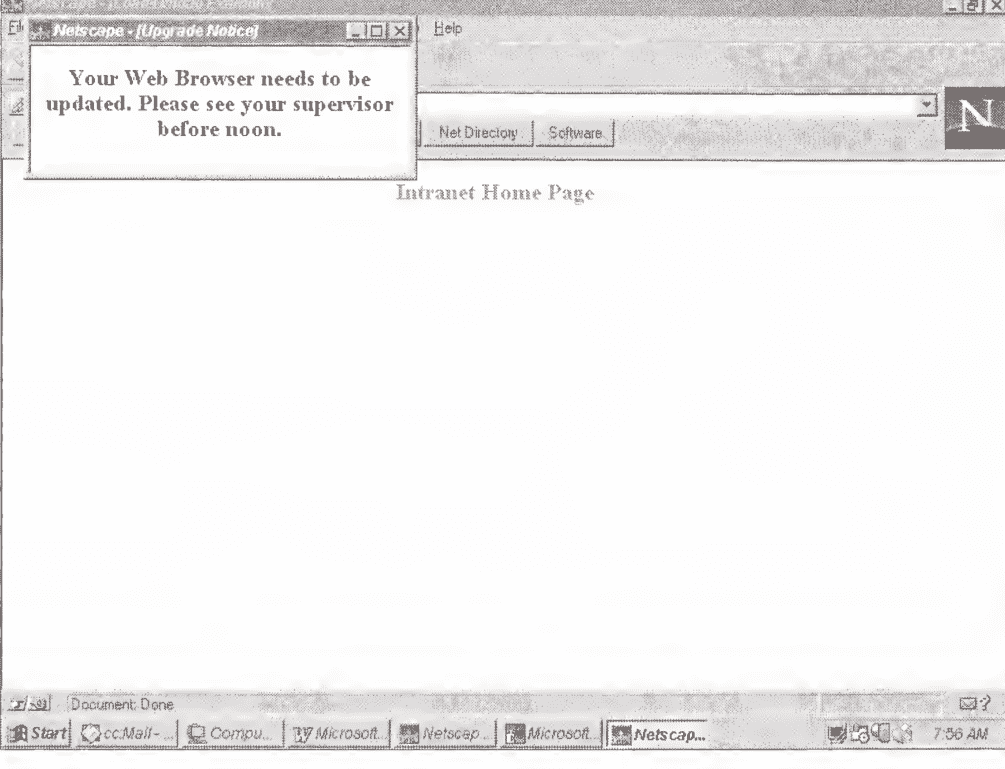 Netscape - [Upgrade Notice]
Help
Your Web Browser needs to be
updated. Please see your supervisor
before noon.
Net Directory
Software
N
Intranet Home Page
Document: Done
Start
cc:Mail - ...
Compu...
Microsoft...
Netscap...
Microsoft...
Netscap...
7:56 AM